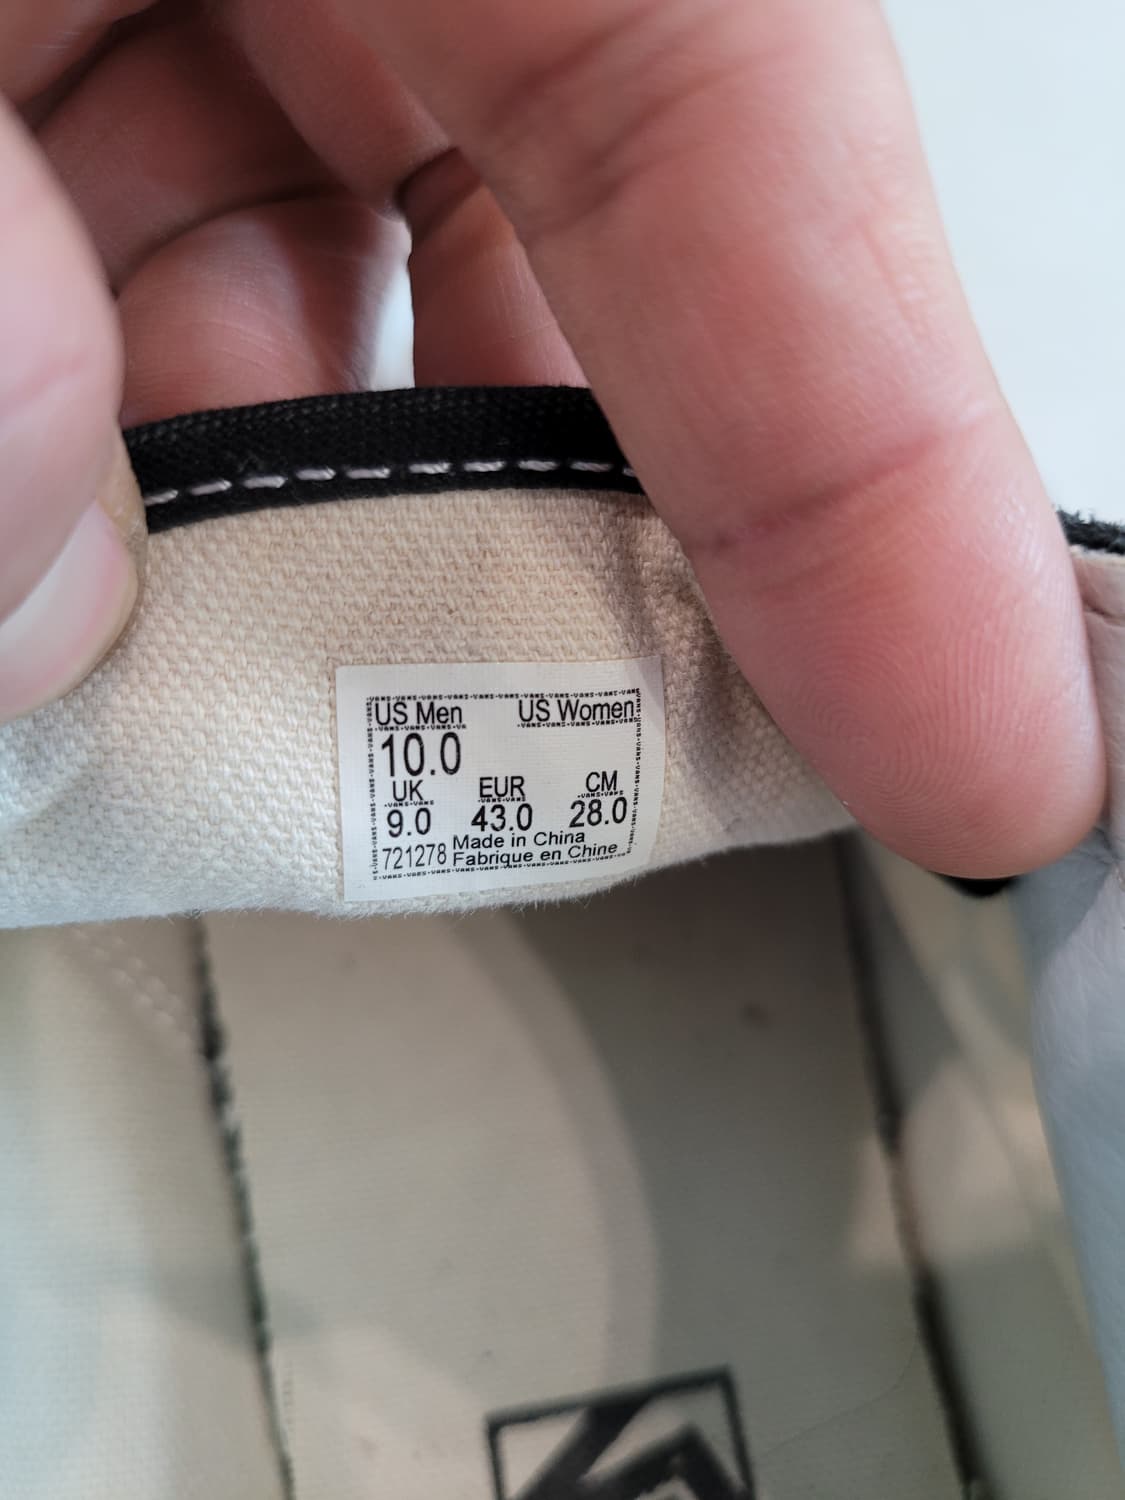 US Men US Women
10.0
UK EUR CM
9.0 43.0 28.0
Made in China
721278 Fabrique en Chine